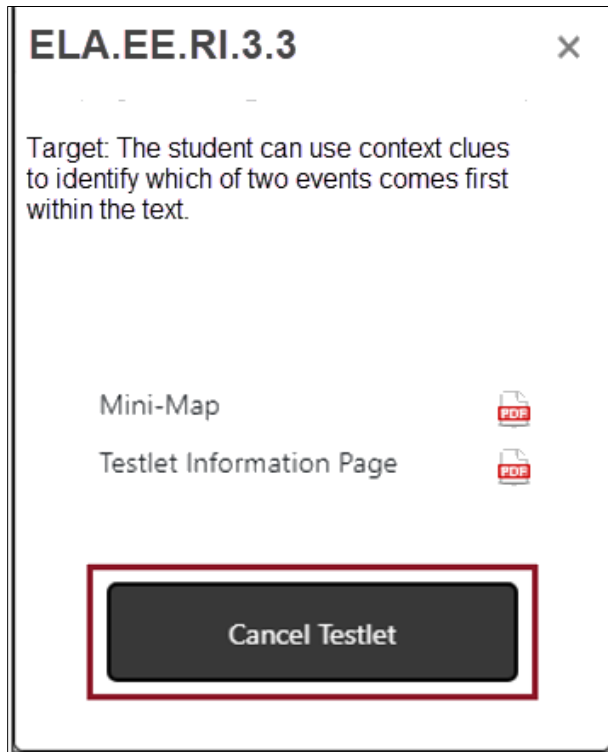 ELA.EE.RI.3.3
×
Target: The student can use context clues
to identify which of two events comes first
within the text.
Mini-Map
PDF
Testlet Information Page
PDF
Cancel Testlet